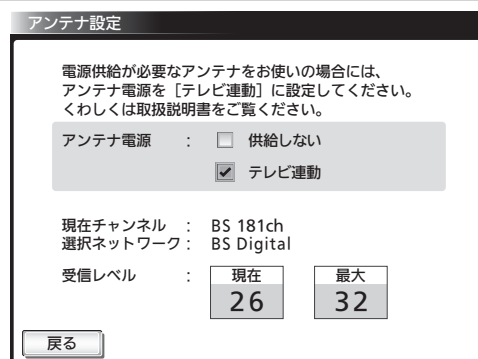 アンテナ設定
電源供給が必要なアンテナをお使いの場合には、
アンテナ電源を［テレビ連動］に設定してください。
くわしくは取扱説明書をご覧ください。
アンテナ電源 : 供給しない
テレビ連動
現在チャンネル : BS 181ch
選択ネットワーク : BS Digital
受信レベル : 現在 最大
26 32
戻る